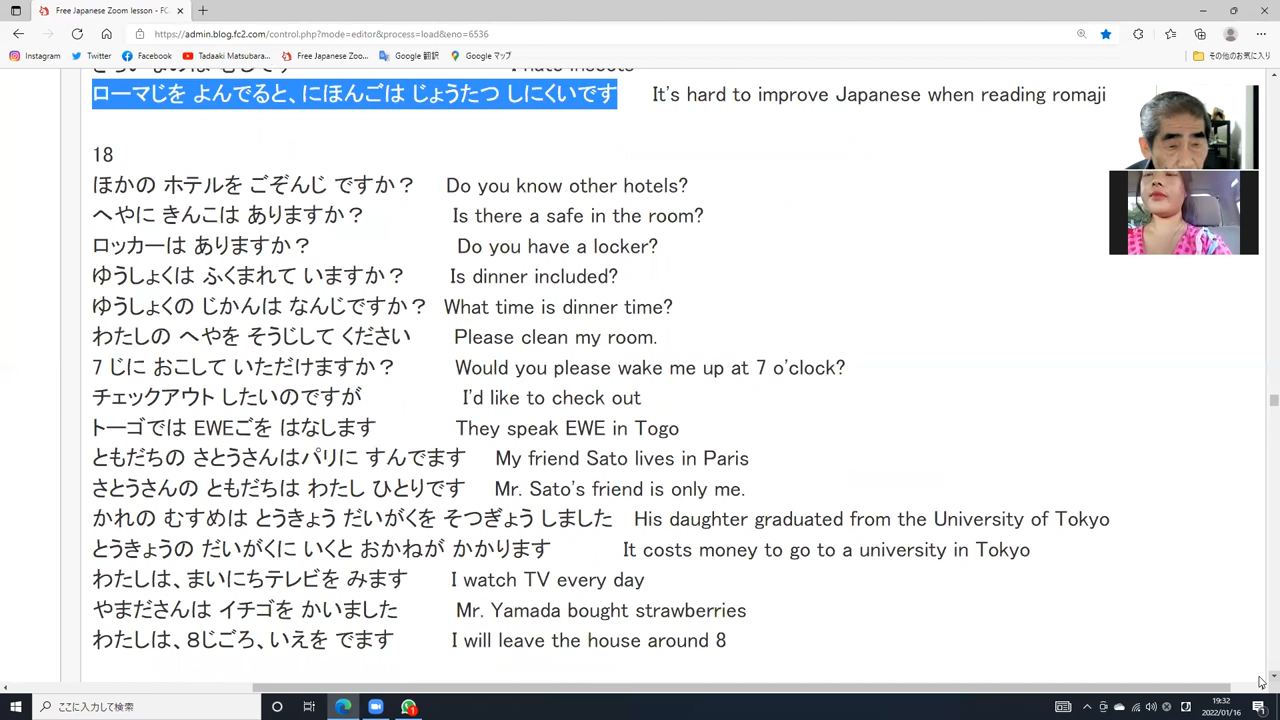 Free Japanese Zoom lesson - FC2
https://admin.blog.fc2.com/control.php?mode=editor&process=load&eno=6536
Instagram Twitter Facebook Tadaaki Matsubara... Free Japanese Zoo... Google 翻訳 Google マップ その他のお気に入り
I hate insects
ローマじを よんでると、にほんごは じょうたつ しにくいです It's hard to improve Japanese when reading romaji
18
ほかの ホテルを ごぞんじ ですか？ Do you know other hotels?
へやに きんこは ありますか？ Is there a safe in the room?
ロッカーは ありますか？ Do you have a locker?
ゆうしょくは ふくまれて いますか？ Is dinner included?
ゆうしょくの じかんは なんじですか？ What time is dinner time?
わたしの へやを そうじして ください Please clean my room.
7 じに おこして いただけますか？ Would you please wake me up at 7 o'clock?
チェックアウト したいのですが I'd like to check out
トーゴでは EWEごを はなします They speak EWE in Togo
ともだちの さとうさんはパリに すんでます My friend Sato lives in Paris
さとうさんの ともだちは わたし ひとりです Mr. Sato's friend is only me.
かれの むすめは とうきょう だいがくを そつぎょう しました His daughter graduated from the University of Tokyo
とうきょうの だいがくに いくと おかねが かかります It costs money to go to a university in Tokyo
わたしは、まいにちテレビを みます I watch TV every day
やまださんは イチゴを かいました Mr. Yamada bought strawberries
わたしは、８じごろ、いえを でます I will leave the house around 8
ここに入力して検索
19:32
2022/01/16